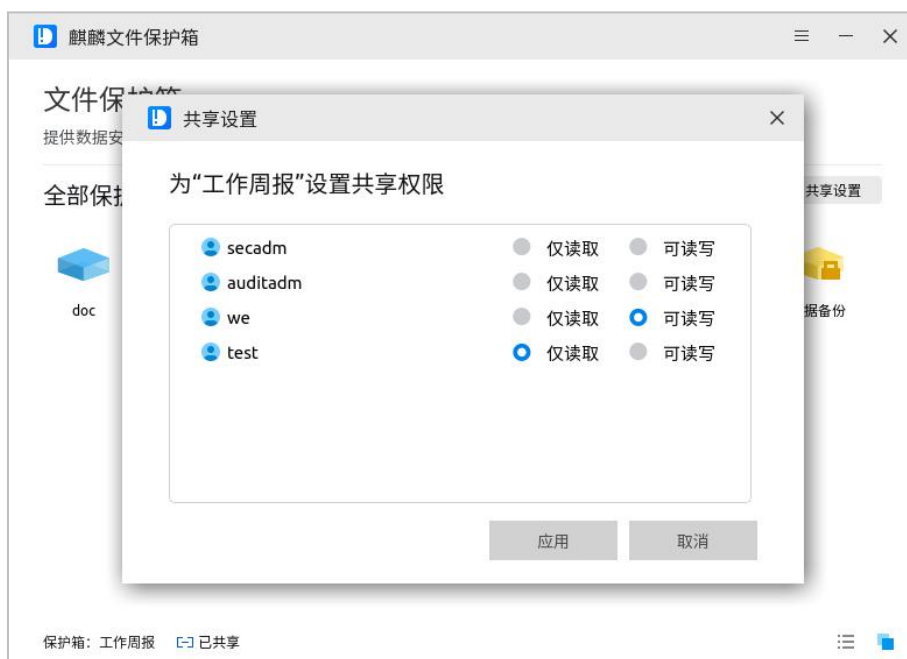 麒麟文件保护箱
文件保
提供数据安
共享设置
为“工作周报”设置共享权限
全部保
共享设置
secadm 仅读取 可读写
auditadm 仅读取 可读写
we 仅读取 可读写
test 仅读取 可读写
doc
据备份
应用 取消
保护箱：工作周报 已共享